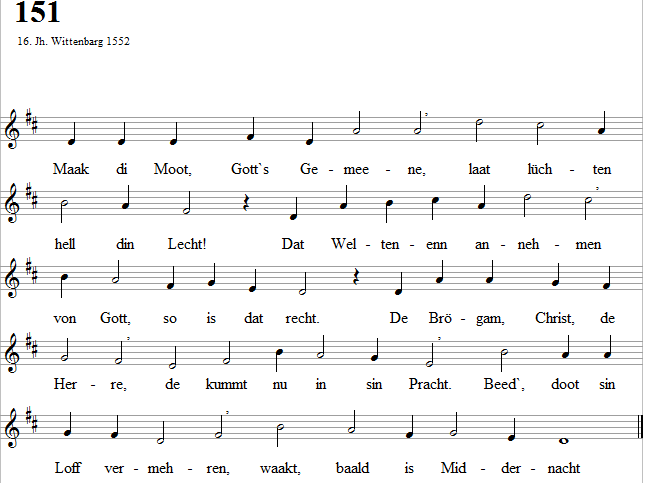 151
16. Jh. Wittenbarg 1552
Maak di Moot, Gott`s Ge - mee - ne, laat lüch - ten
hell din Lecht! Dat Wel - ten - enn an - neh - men
von Gott, so is dat recht. De Brö - gam, Christ, de
Her - re, de kummt nu in sin Pracht. Beed`, doot sin
Loff ver - meh - ren, waakt, baald is Mid - der - nacht